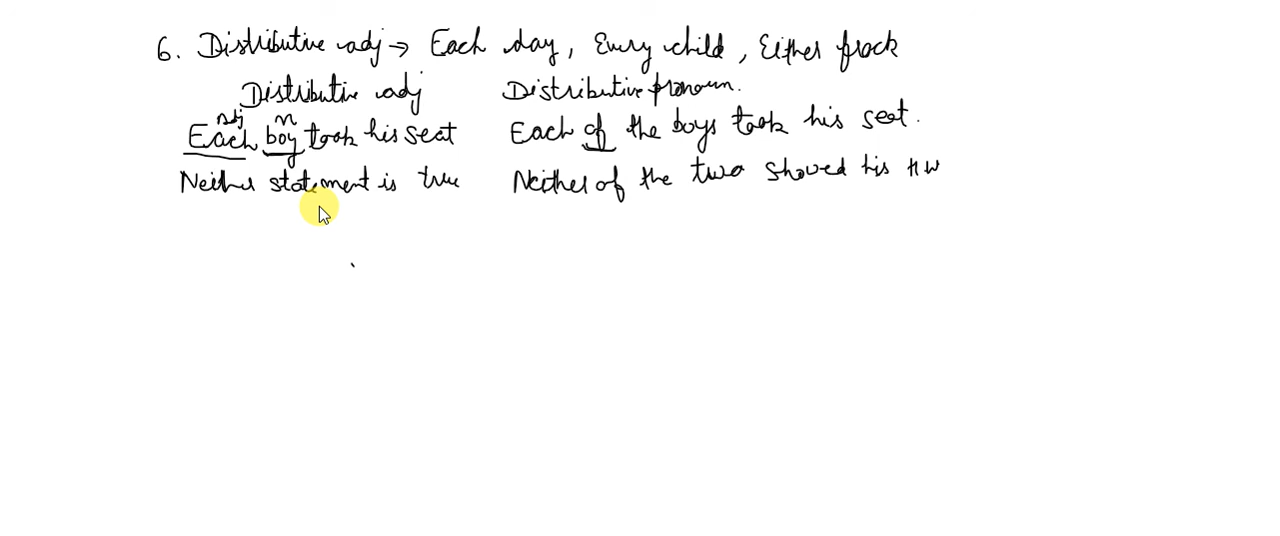 6. Distributive adj → Each day, Every child, Either frock
Distributive adj Distributive pronoun.
Adj n
Each boy took his seat Each of the boys took his seat.
Neither statement is true Neither of the two showed his HW